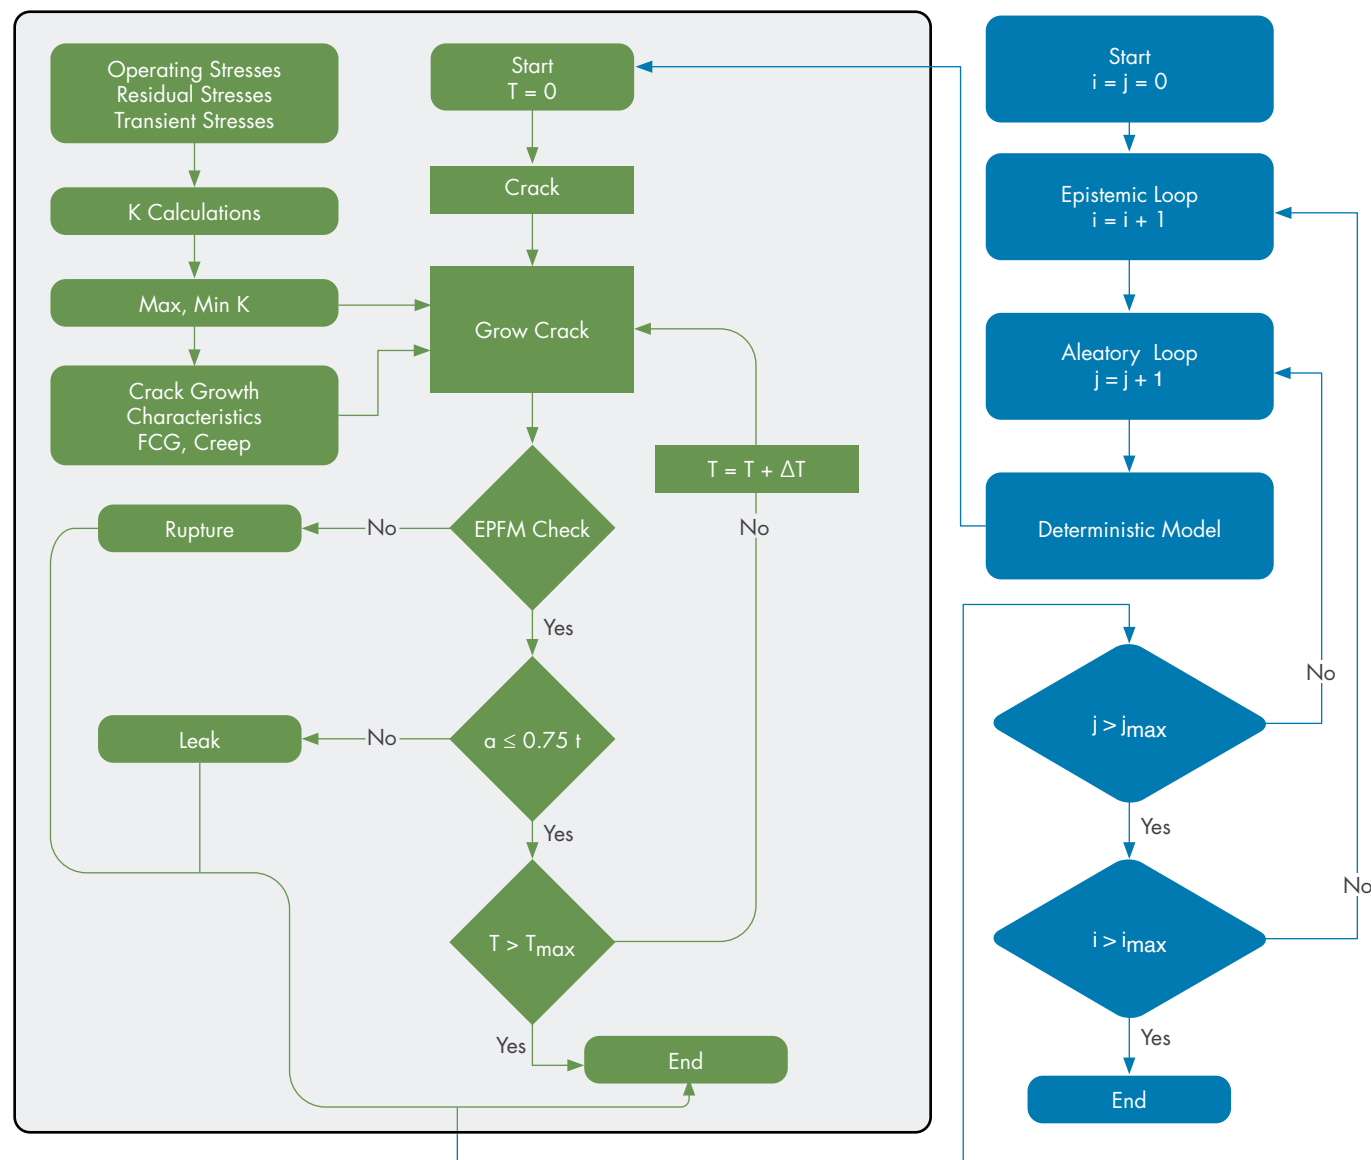 Operating Stresses
Residual Stresses
Transient Stresses
K Calculations
Max, Min K
Crack Growth
Characteristics
FCG, Creep
Start
T = 0
Crack
Grow Crack
T = T + ΔT
No
EPFM Check
No
Rupture
Yes
a ≤ 0.75 t
No
Leak
Yes
T > Tmax
Yes
End
Start
i = j = 0
Epistemic Loop
i = i + 1
Aleatory Loop
j = j + 1
Deterministic Model
j > jmax
No
Yes
i > imax
No
Yes
End